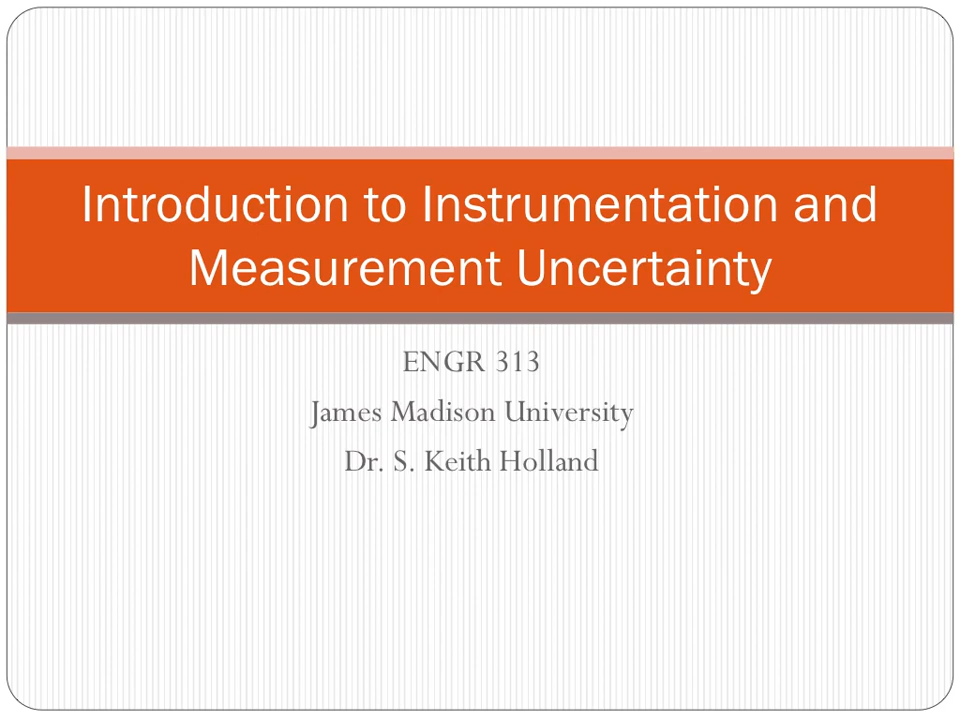 Introduction to Instrumentation and
Measurement Uncertainty
ENGR 313
James Madison University
Dr. S. Keith Holland